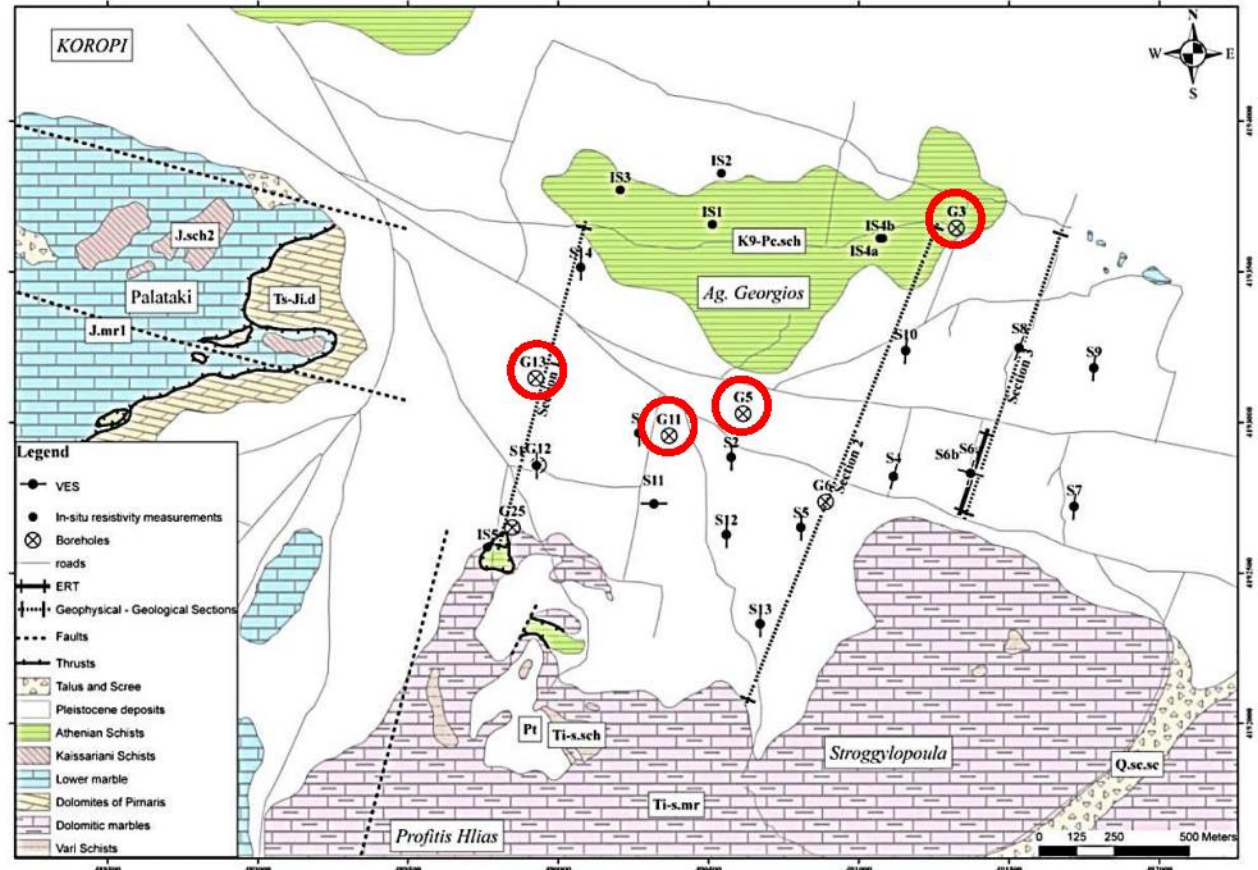 KOROPI
N
W E
S
IS2
IS3
IS1
G3
IS4b
K9-Pc.sch
IS4a
J.sch2
Palataki
Ts-Ji.d
Ag. Georgios
J.mr1
S10
S8
S9
G13
G5
G11
Section 3
S2
G12
S6b
S4
Section 2
S11
G6
S7
G25
S12
S5
IS5
S13
Legend
VES
In-situ resistivity measurements
Boreholes
roads
ERT
Geophysical - Geological Sections
Faults
Thrusts
Talus and Scree
Pleistocene deposits
Athenian Schists
Kaissariani Schists
Lower marble
Dolomites of Pirnaris
Dolomitic marbles
Vari Schists
Pt
Ti-s.sch
Stroggylopoula
Q.sc.sc
Ti-s.mr
Profitis Hlias
0 125 250 500 Meters